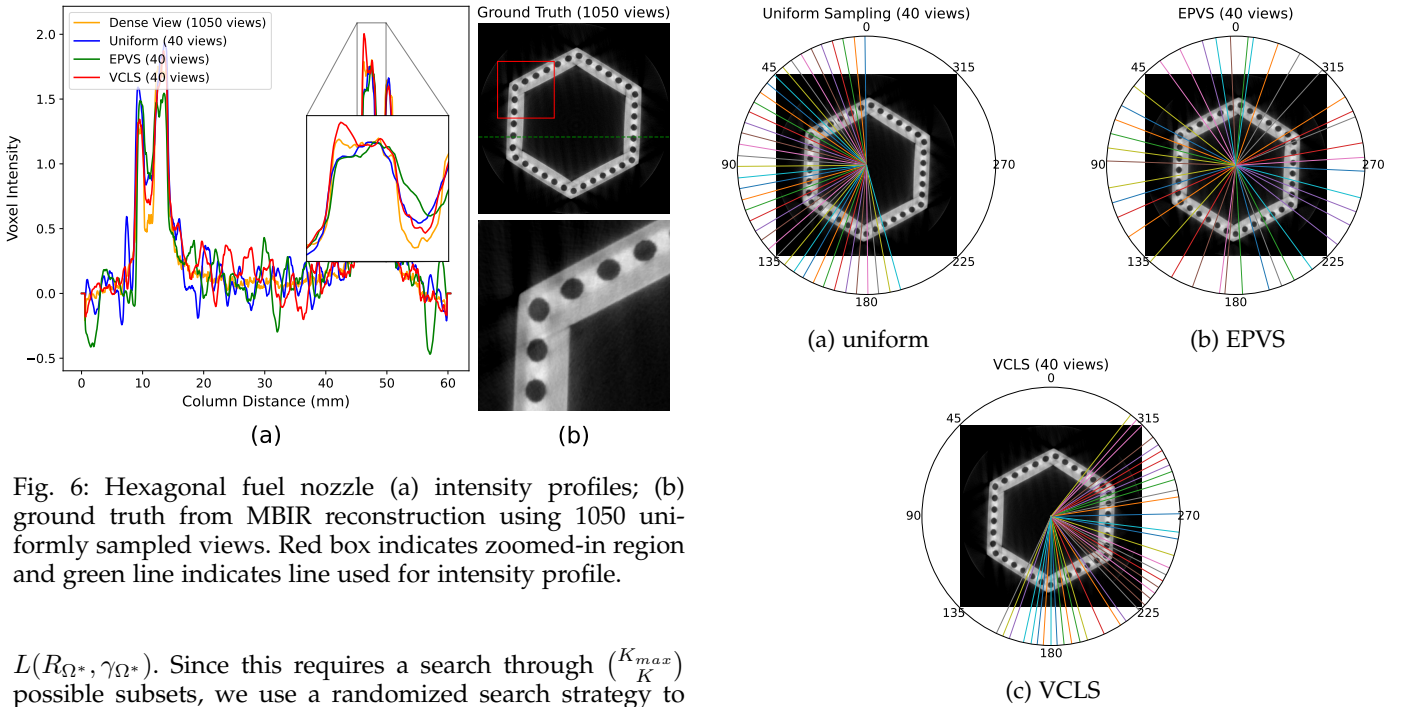 2.0
1.5
1.0
0.5
0.0
−0.5
Voxel Intensity
Dense View (1050 views)
Uniform (40 views)
EPVS (40 views)
VCLS (40 views)
0
10
20
30
40
50
60
Column Distance (mm)
(a)
Ground Truth (1050 views)
(b)
Fig. 6: Hexagonal fuel nozzle (a) intensity profiles; (b)
ground truth from MBIR reconstruction using 1050 uni-
formly sampled views. Red box indicates zoomed-in region
and green line indicates line used for intensity profile.
L(R_{Ω*}, γ_{Ω*}). Since this requires a search through (K_{max} K)
possible subsets, we use a randomized search strategy to
Uniform Sampling (40 views)
0
45
315
90
270
135
225
180
(a) uniform
EPVS (40 views)
0
45
315
90
270
135
225
180
(b) EPVS
VCLS (40 views)
0
45
315
90
270
135
225
180
(c) VCLS